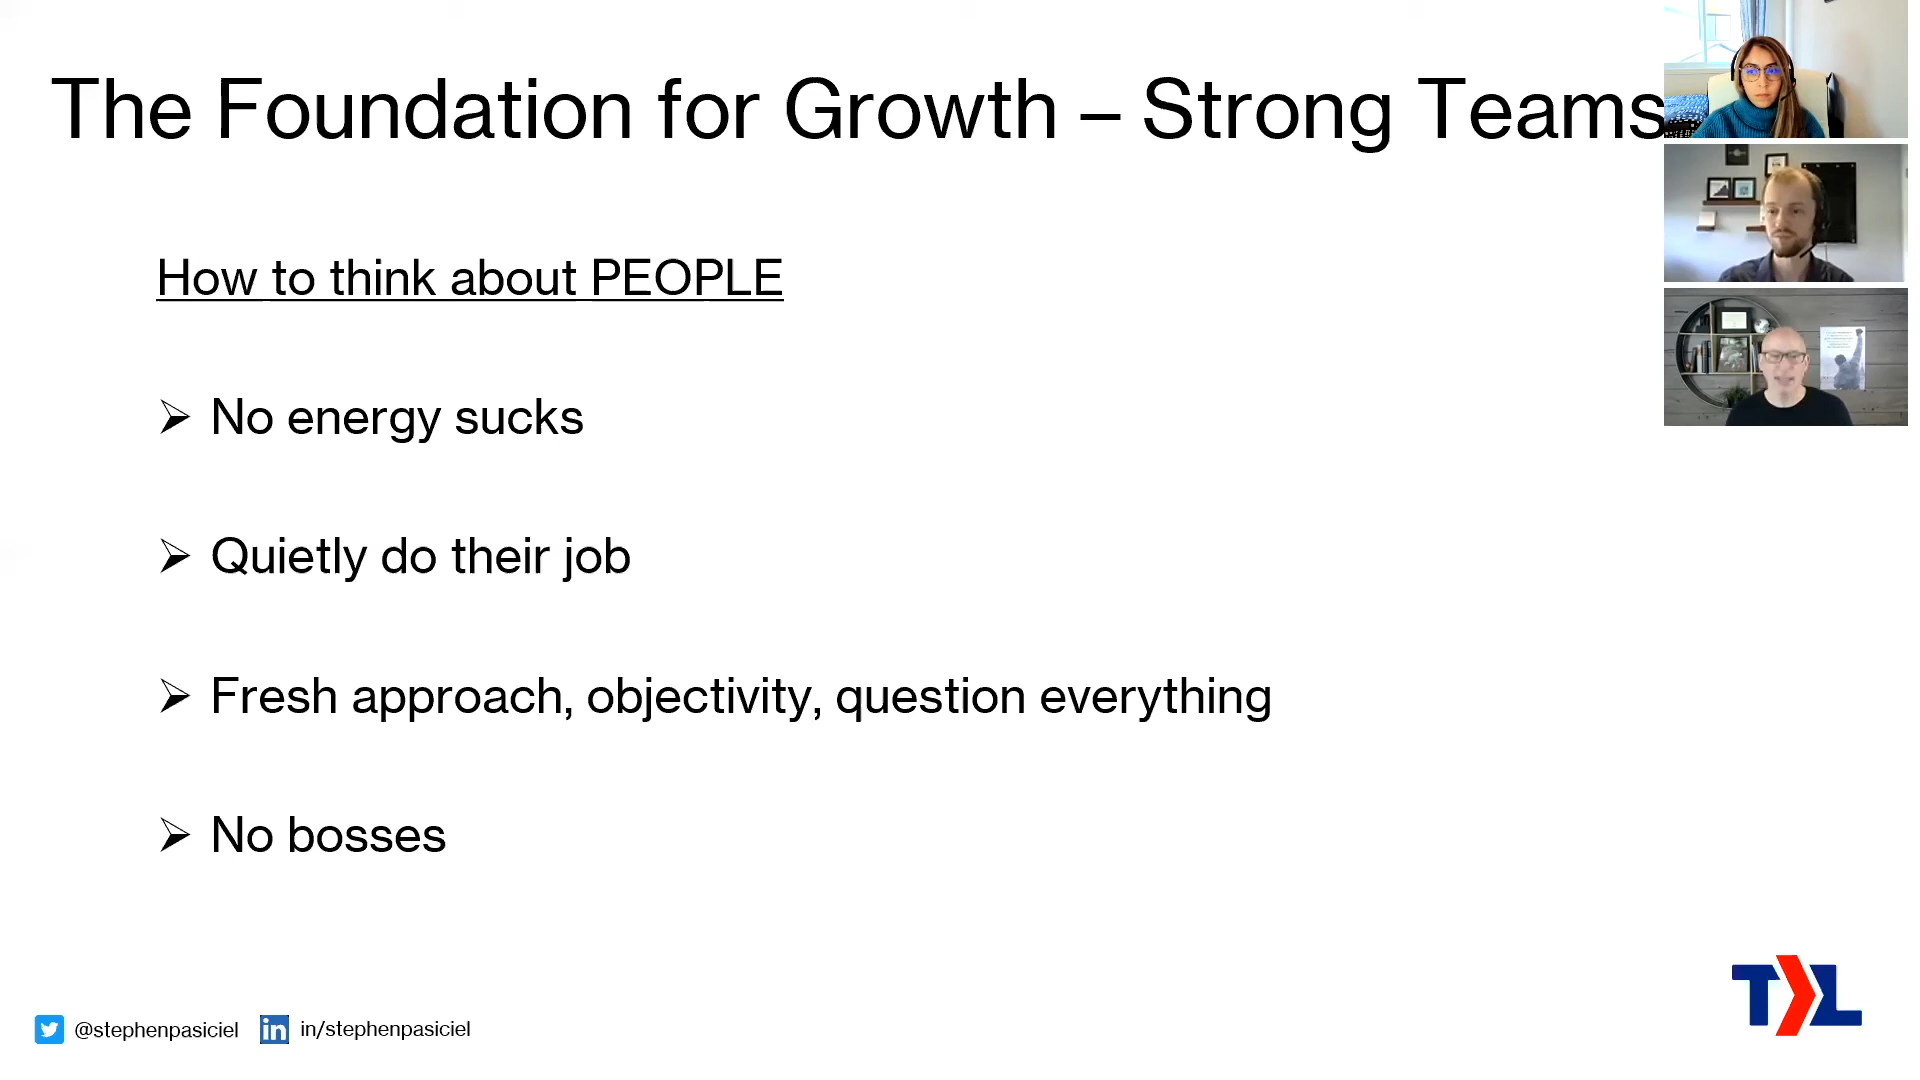 The Foundation for Growth – Strong Teams
How to think about PEOPLE
➢ No energy sucks
➢ Quietly do their job
➢ Fresh approach, objectivity, question everything
➢ No bosses
@stephenpasiciel in/stephenpasiciel